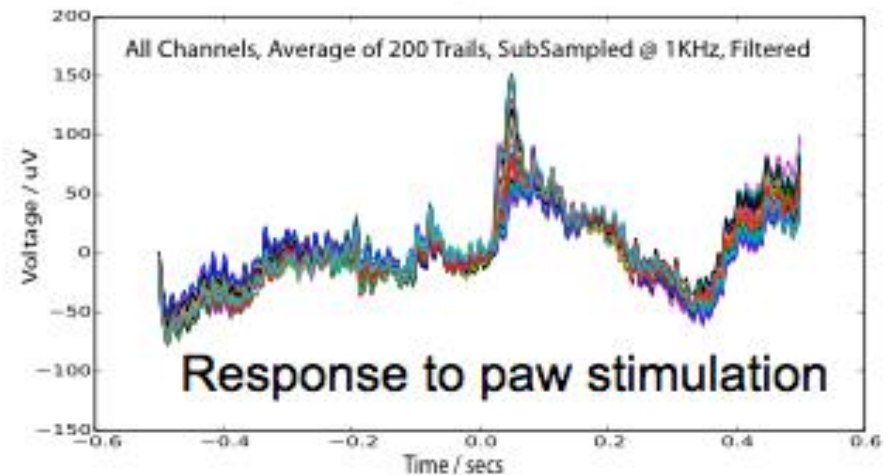 200
All Channels, Average of 200 Trails, SubSampled @ 1KHz, Filtered
150
100
50
0
−50
−100
−150
Voltage / uV
Response to paw stimulation
−0.6 −0.4 −0.2 0.0 0.2 0.4 0.6
Time / secs